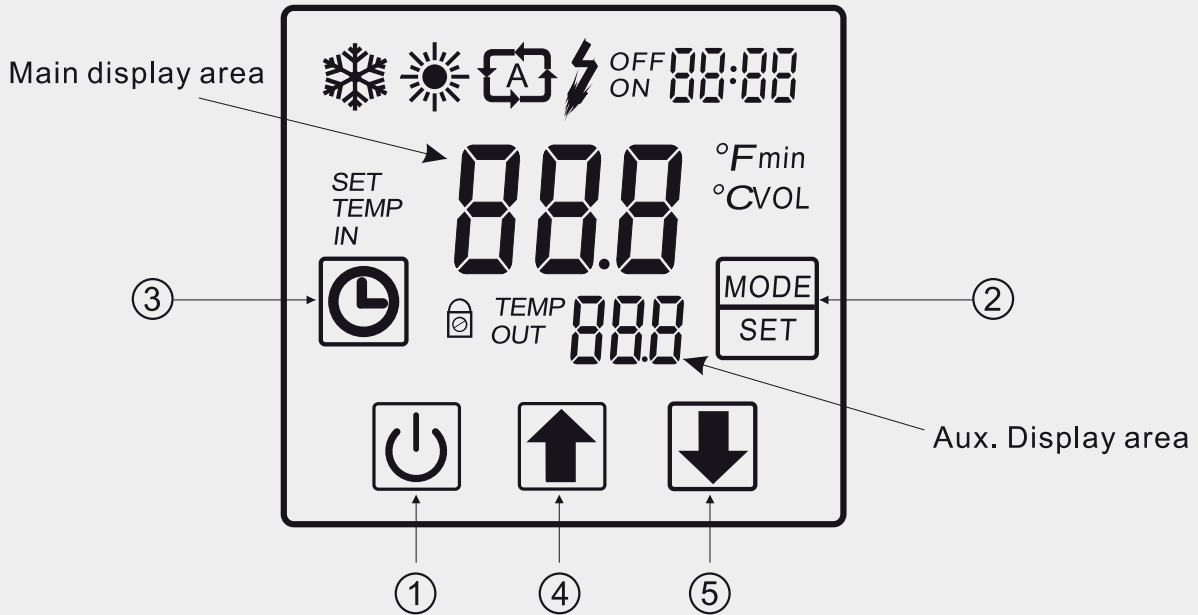 Main display area
A
OFF 88:88
ON
88.8
°F min
°C VOL
SET
TEMP
IN
③
MODE
SET
②
TEMP
OUT
88.8
Aux. Display area
①
④
⑤